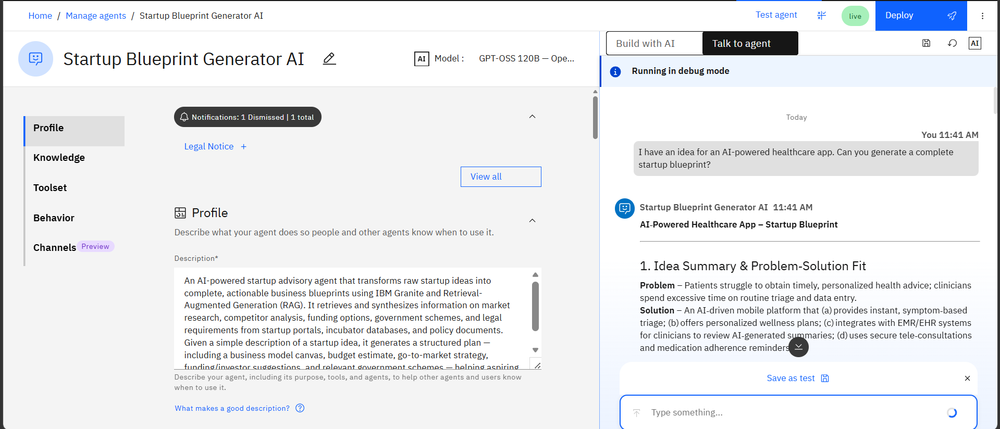 Home / Manage agents / Startup Blueprint Generator AI
Test agent
live
Deploy
Startup Blueprint Generator AI
AI Model : GPT-OSS 120B — Ope...
Build with AI
Talk to agent
AI
Running in debug mode
Profile
Knowledge
Toolset
Behavior
Channels Preview
Notifications: 1 Dismissed | 1 total
Legal Notice +
View all
Profile
Describe what your agent does so people and other agents know when to use it.
Description*
An AI-powered startup advisory agent that transforms raw startup ideas into
complete, actionable business blueprints using IBM Granite and Retrieval-
Augmented Generation (RAG). It retrieves and synthesizes information on market
research, competitor analysis, funding options, government schemes, and legal
requirements from startup portals, incubator databases, and policy documents.
Given a simple description of a startup idea, it generates a structured plan —
including a business model canvas, budget estimate, go-to-market strategy,
funding/investor suggestions, and relevant government schemes — helping aspiring
Describe your agent, including its purpose, tools, and agents, to help other agents and users know
when to use it.
What makes a good description?
Today
You 11:41 AM
I have an idea for an AI-powered healthcare app. Can you generate a complete
startup blueprint?
Startup Blueprint Generator AI 11:41 AM
AI-Powered Healthcare App – Startup Blueprint
1. Idea Summary & Problem-Solution Fit
Problem – Patients struggle to obtain timely, personalized health advice; clinicians
spend excessive time on routine triage and data entry.
Solution – An AI-driven mobile platform that (a) provides instant, symptom-based
triage; (b) offers personalized wellness plans; (c) integrates with EMR/EHR systems
for clinicians to review AI-generated summaries; (d) uses secure tele-consultations
and medication adherence reminders
Save as test
Type something...